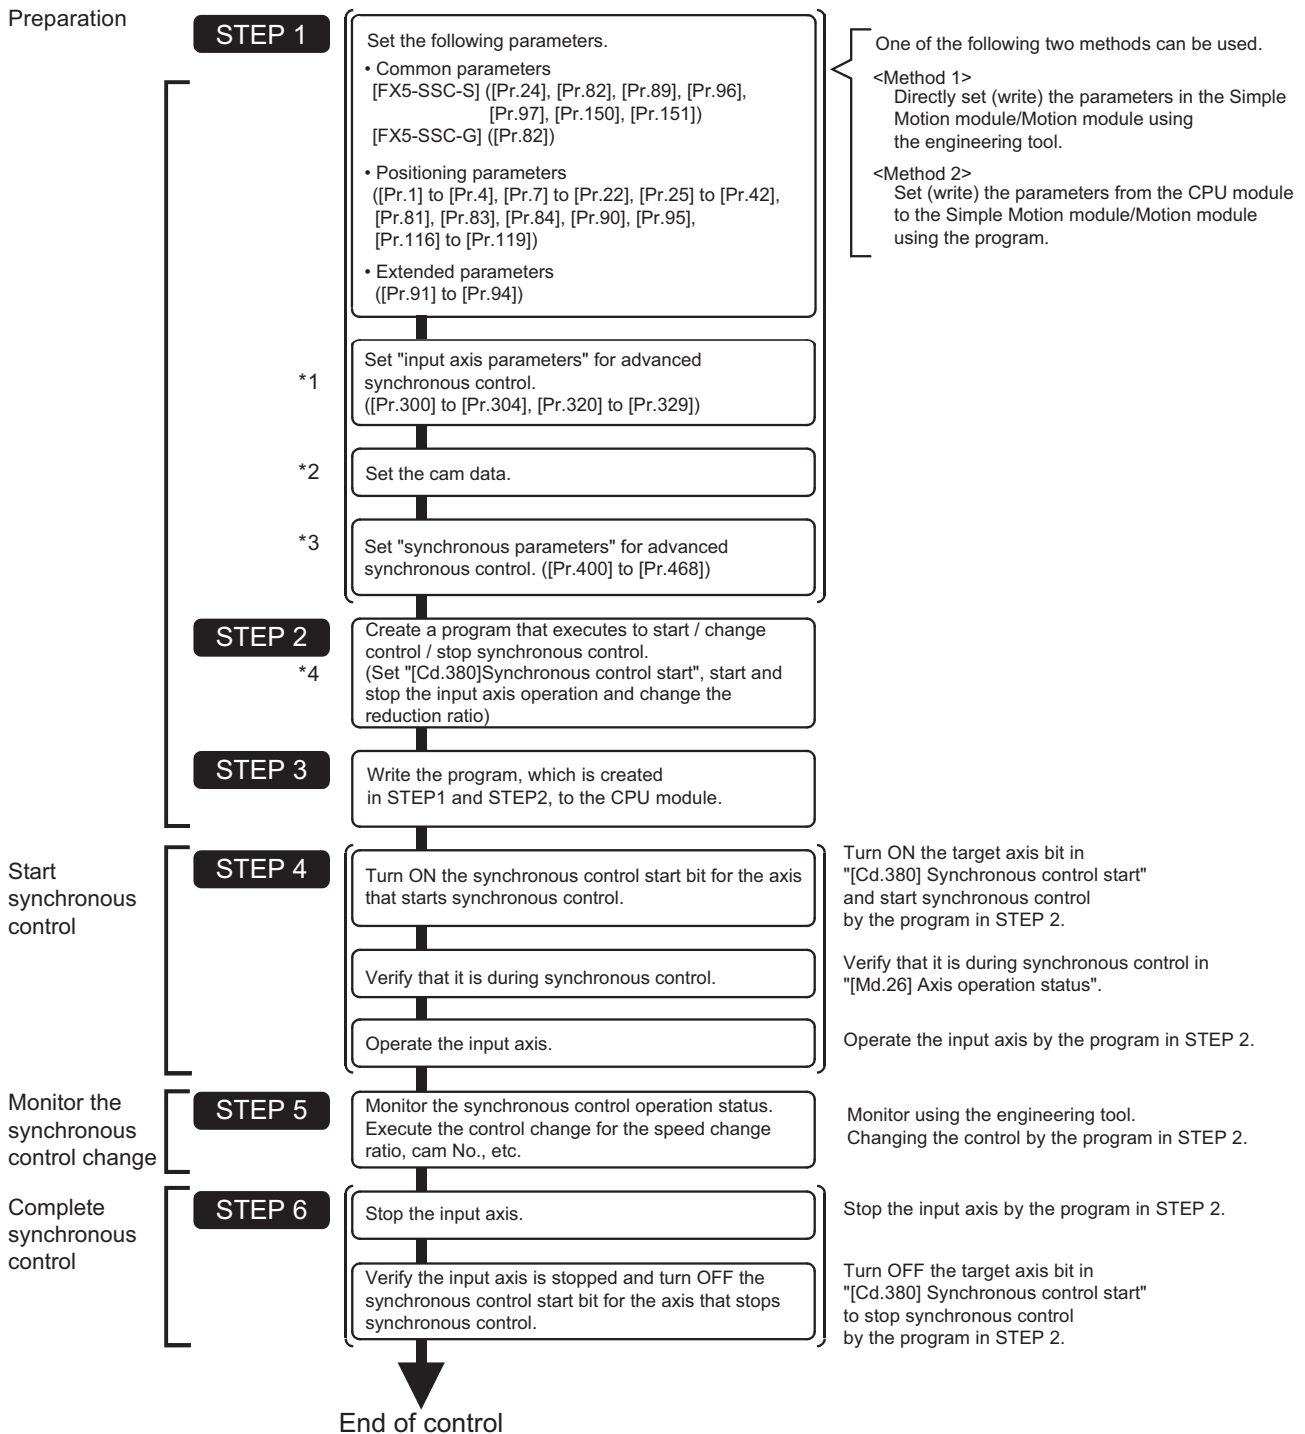 Preparation
STEP 1
Set the following parameters.
• Common parameters
[FX5-SSC-S] ([Pr.24], [Pr.82], [Pr.89], [Pr.96],
[Pr.97], [Pr.150], [Pr.151])
[FX5-SSC-G] ([Pr.82])
• Positioning parameters
([Pr.1] to [Pr.4], [Pr.7] to [Pr.22], [Pr.25] to [Pr.42],
[Pr.81], [Pr.83], [Pr.84], [Pr.90], [Pr.95],
[Pr.116] to [Pr.119])
• Extended parameters
([Pr.91] to [Pr.94])
One of the following two methods can be used.
<Method 1>
Directly set (write) the parameters in the Simple
Motion module/Motion module using
the engineering tool.
<Method 2>
Set (write) the parameters from the CPU module
to the Simple Motion module/Motion module
using the program.
*1
Set "input axis parameters" for advanced
synchronous control.
([Pr.300] to [Pr.304], [Pr.320] to [Pr.329])
*2
Set the cam data.
*3
Set "synchronous parameters" for advanced
synchronous control. ([Pr.400] to [Pr.468])
STEP 2
*4
Create a program that executes to start / change
control / stop synchronous control.
(Set "[Cd.380]Synchronous control start", start and
stop the input axis operation and change the
reduction ratio)
STEP 3
Write the program, which is created
in STEP1 and STEP2, to the CPU module.
Start
synchronous
control
STEP 4
Turn ON the synchronous control start bit for the axis
that starts synchronous control.
Turn ON the target axis bit in
"[Cd.380] Synchronous control start"
and start synchronous control
by the program in STEP 2.
Verify that it is during synchronous control.
Verify that it is during synchronous control in
"[Md.26] Axis operation status".
Operate the input axis.
Operate the input axis by the program in STEP 2.
Monitor the
synchronous
control change
STEP 5
Monitor the synchronous control operation status.
Execute the control change for the speed change
ratio, cam No., etc.
Monitor using the engineering tool.
Changing the control by the program in STEP 2.
Complete
synchronous
control
STEP 6
Stop the input axis.
Stop the input axis by the program in STEP 2.
Verify the input axis is stopped and turn OFF the
synchronous control start bit for the axis that stops
synchronous control.
Turn OFF the target axis bit in
"[Cd.380] Synchronous control start"
to stop synchronous control
by the program in STEP 2.
End of control